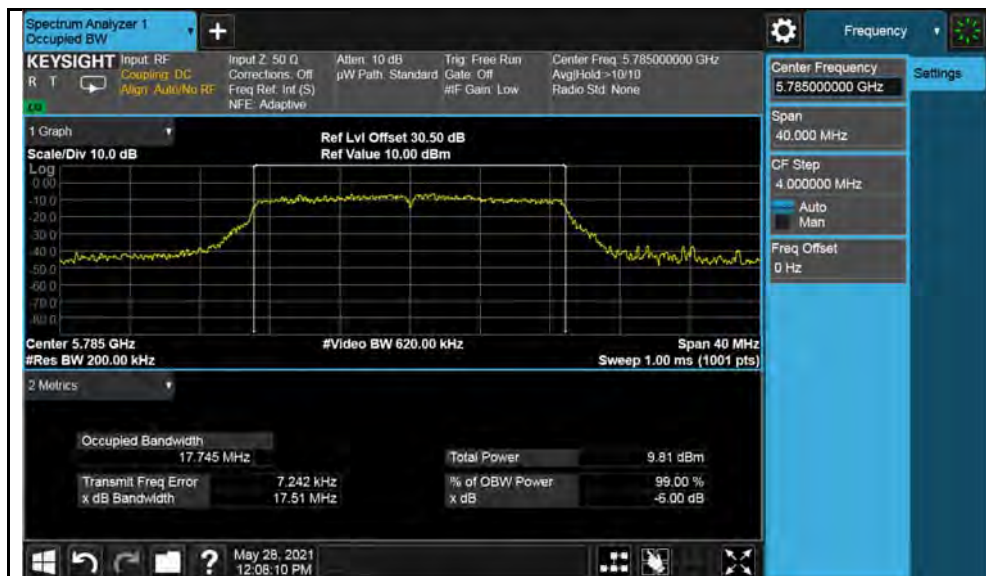 Spectrum Analyzer 1
Occupied BW
+
Frequency
KEYSIGHT
R T
Input: RF
Coupling: DC
Align: Auto/No RF
Input Z: 50 Ω
Corrections: Off
Freq Ref: Int (S)
NFE: Adaptive
Atten: 10 dB
µW Path: Standard
Trig: Free Run
Gate: Off
#IF Gain: Low
Center Freq: 5.785000000 GHz
Avg|Hold:>10/10
Radio Std: None
Center Frequency
5.785000000 GHz
Settings
Span
40.000 MHz
CF Step
4.000000 MHz
Auto
Man
Freq Offset
0 Hz
1 Graph
Scale/Div 10.0 dB
Ref Lvl Offset 30.50 dB
Ref Value 10.00 dBm
Log
0.00
-10.0
-20.0
-30.0
-40.0
-50.0
-60.0
-70.0
-80.0
Center 5.785 GHz
#Res BW 200.00 kHz
#Video BW 620.00 kHz
Span 40 MHz
Sweep 1.00 ms (1001 pts)
2 Metrics
Occupied Bandwidth
17.745 MHz
Transmit Freq Error 7.242 kHz
x dB Bandwidth 17.51 MHz
Total Power 9.81 dBm
% of OBW Power 99.00 %
x dB -6.00 dB
?
May 28, 2021
12:08:10 PM